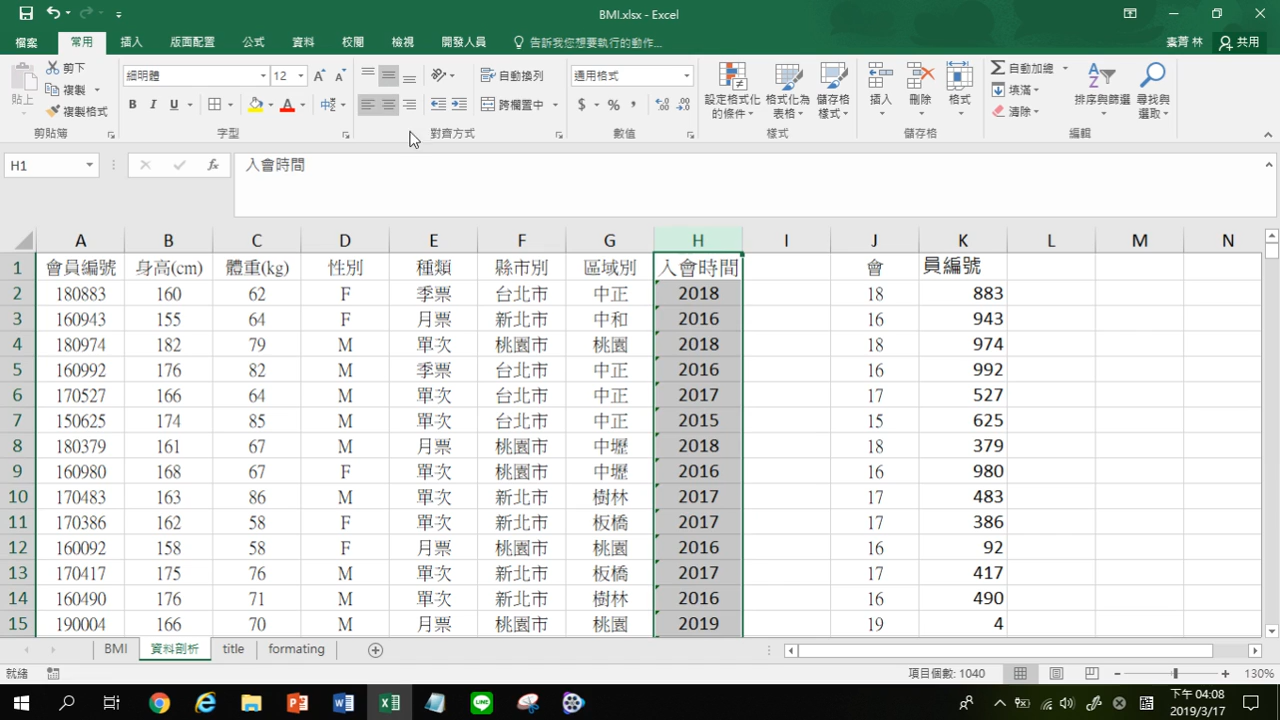 BMI.xlsx - Excel
檔案 常用 插入 版面配置 公式 資料 校閱 檢視 開發人員 告訴我您想要執行的動作... 素菁 林 共用
剪下
複製
複製格式
貼上
細明體 12
B I U
自動換列
跨欄置中
通用格式
$ % ,
設定格式化的條件
格式化為表格
儲存格樣式
插入
刪除
格式
自動加總
填滿
清除
排序與篩選
尋找與選取
剪貼簿 字型 對齊方式 數值 樣式 儲存格 編輯
H1 fx 入會時間
A B C D E F G H I J K L M N
1 會員編號 身高(cm) 體重(kg) 性別 種類 縣市別 區域別 入會時間 會 員編號
2 180883 160 62 F 季票 台北市 中正 2018 18 883
3 160943 155 64 F 月票 新北市 中和 2016 16 943
4 180974 182 79 M 單次 桃園市 桃園 2018 18 974
5 160992 176 82 M 季票 台北市 中正 2016 16 992
6 170527 166 64 M 單次 台北市 中正 2017 17 527
7 150625 174 85 M 單次 台北市 中正 2015 15 625
8 180379 161 67 M 月票 桃園市 中壢 2018 18 379
9 160980 168 67 F 單次 桃園市 中壢 2016 16 980
10 170483 163 86 M 單次 新北市 樹林 2017 17 483
11 170386 162 58 F 單次 新北市 板橋 2017 17 386
12 160092 158 58 F 月票 桃園市 桃園 2016 16 92
13 170417 175 76 M 單次 新北市 板橋 2017 17 417
14 160490 176 71 M 單次 新北市 樹林 2016 16 490
15 190004 166 70 M 月票 桃園市 桃園 2019 19 4
BMI 資料剖析 title formating
就緒 項目個數: 1040 130%
下午 04:08
2019/3/17